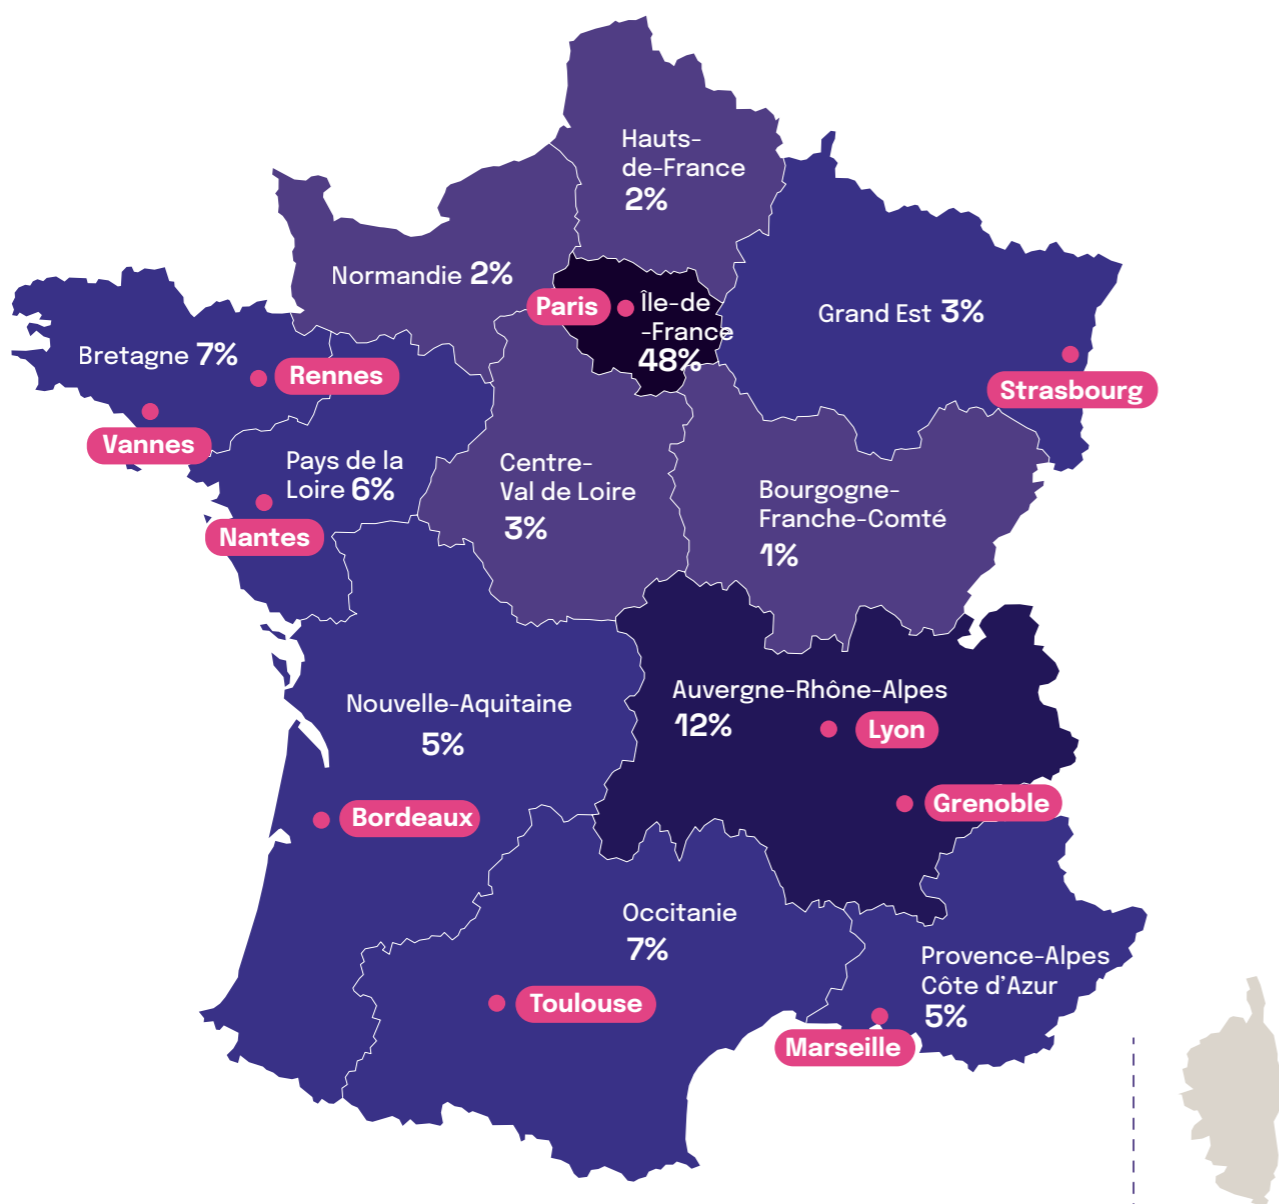 Hauts-
de-France
2%
Normandie 2%
Paris
Île-de
-France
48%
Grand Est 3%
Strasbourg
Bretagne 7%
Rennes
Vannes
Pays de la
Loire 6%
Nantes
Centre-
Val de Loire
3%
Bourgogne-
Franche-Comté
1%
Nouvelle-Aquitaine
5%
Bordeaux
Auvergne-Rhône-Alpes
12%
Lyon
Grenoble
Occitanie
7%
Toulouse
Provence-Alpes
Côte d’Azur
5%
Marseille